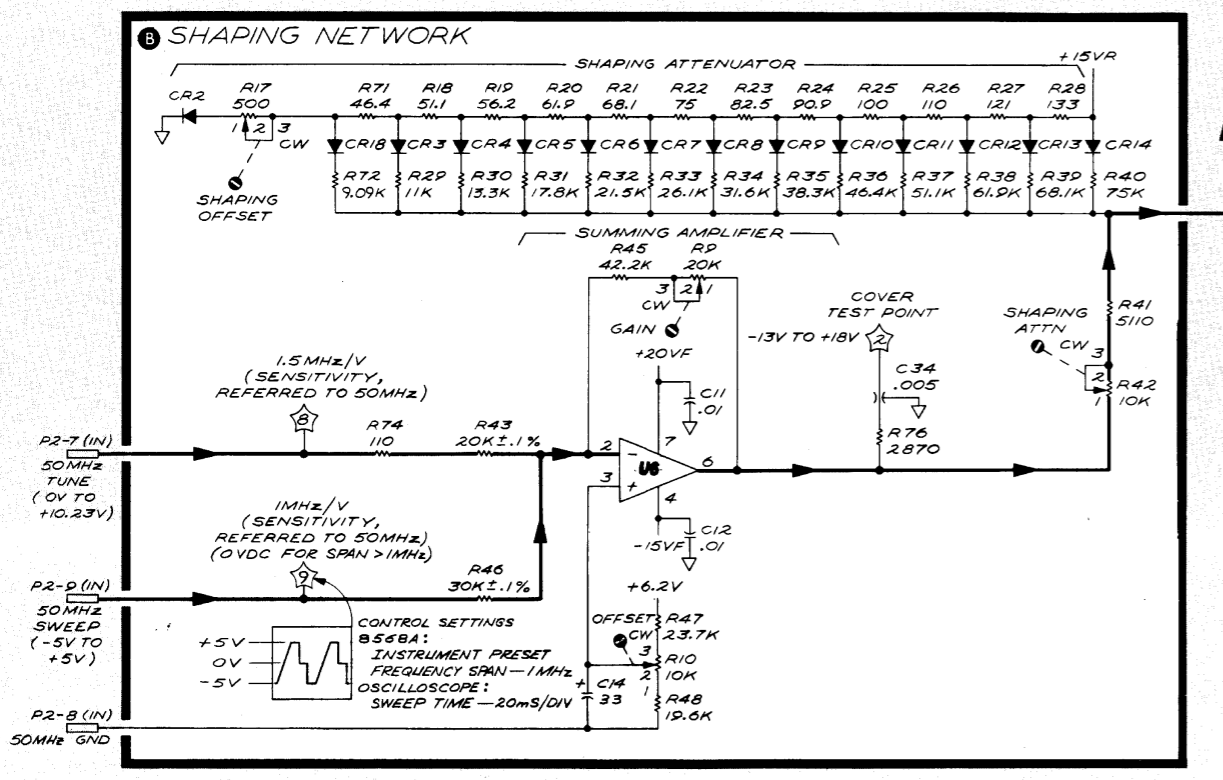 B SHAPING NETWORK
SHAPING ATTENUATOR
+15VR
CR2
R17
500
R71
46.4
R18
51.1
R19
56.2
R20
61.9
R21
68.1
R22
75
R23
82.5
R24
90.9
R25
100
R26
110
R27
121
R28
133
1 2 3
CW
SHAPING
OFFSET
CR18 CR3 CR4 CR5 CR6 CR7 CR8 CR9 CR10 CR11 CR12 CR13 CR14
R72
9.09K
R29
11K
R30
13.3K
R31
17.8K
R32
21.5K
R33
26.1K
R34
31.6K
R35
38.3K
R36
46.4K
R37
51.1K
R38
61.9K
R39
68.1K
R40
75K
SUMMING AMPLIFIER
R45
42.2K
R9
20K
3 2 1
CW
GAIN
+20VF
C11
.01
COVER
TEST POINT
-13V TO +18V
2
C34
.005
R76
2870
SHAPING
ATTN
CW
3
2
1
R41
5110
R42
10K
1.5MHz/V
(SENSITIVITY,
REFERRED TO 50MHz)
8
R74
110
R43
20K±.1%
P2-7 (IN)
50MHz
TUNE
(0V TO
+10.23V)
2
3
7
U6
-
+
6
4
-15VF
C12
.01
1MHz/V
(SENSITIVITY,
REFERRED TO 50MHz)
(0VDC FOR SPAN >1MHz)
9
R46
30K±.1%
P2-9 (IN)
50MHz
SWEEP
(-5V TO
+5V)
+5V
0V
-5V
CONTROL SETTINGS
8568A:
INSTRUMENT PRESET
FREQUENCY SPAN—1MHz
OSCILLOSCOPE:
SWEEP TIME—20mS/DIV
+6.2V
OFFSET
CW
R47
23.7K
3
2
1
R10
10K
R48
19.6K
+
C14
33
P2-8 (IN)
50MHz GND